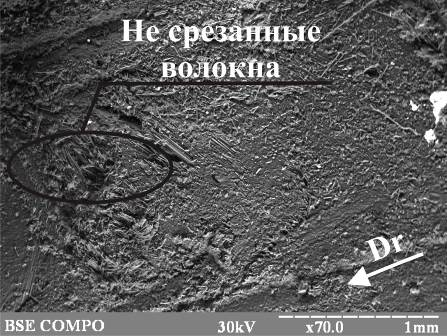 Не срезанные
волокна
Dr
BSE COMPO 30kV x70.0 1mm